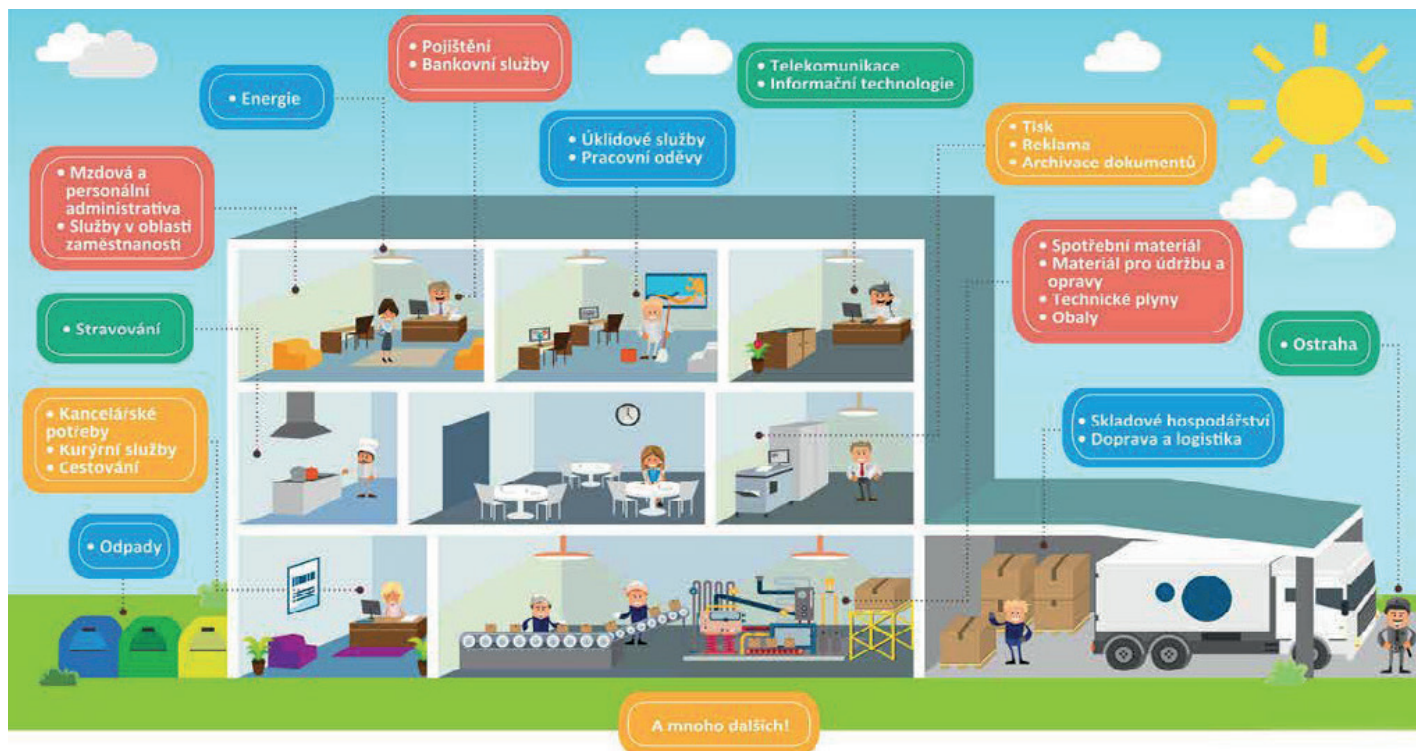 • Pojištění
• Bankovní služby
• Telekomunikace
• Informační technologie
• Energie
• Úklidové služby
• Pracovní oděvy
• Tisk
• Reklama
• Archivace dokumentů
• Mzdová a
personální
administrativa
• Služby v oblasti
zaměstnanosti
• Spotřební materiál
• Materiál pro údržbu a
opravy
• Technické plyny
• Obaly
• Stravování
• Ostraha
• Kancelářské
potřeby
• Kurýrní služby
• Cestování
• Skladové hospodářství
• Doprava a logistika
• Odpady
A mnoho dalších!